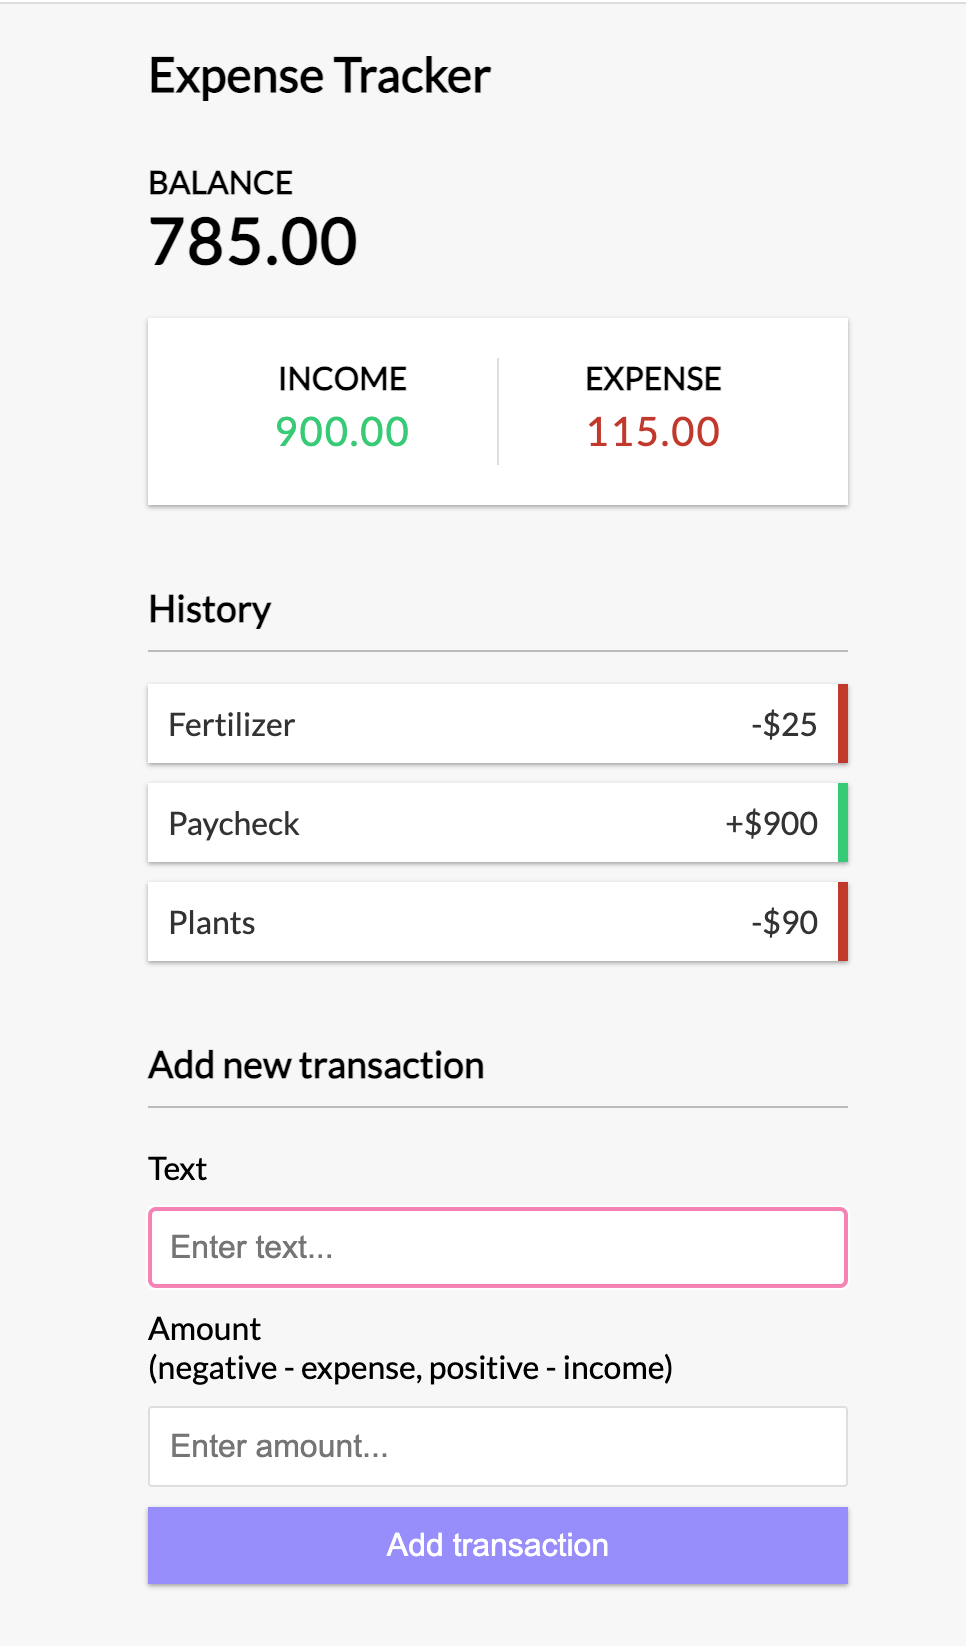 Expense Tracker
BALANCE
785.00
INCOME EXPENSE
900.00 115.00
History
Fertilizer -$25
Paycheck +$900
Plants -$90
Add new transaction
Text
Enter text...
Amount
(negative - expense, positive - income)
Enter amount...
Add transaction